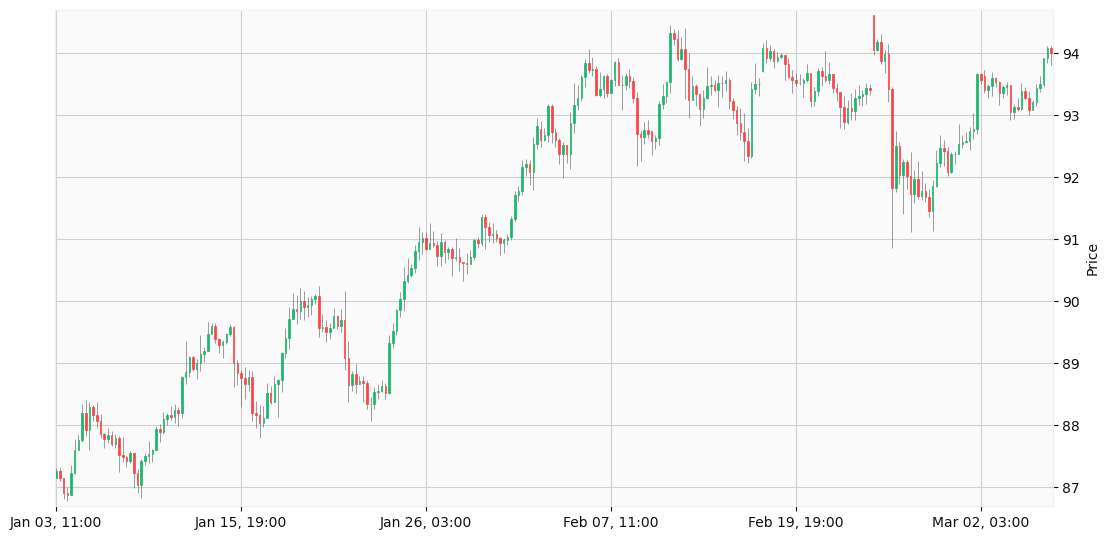 94
93
92
91
90
89
88
87
Price
Jan 03, 11:00
Jan 15, 19:00
Jan 26, 03:00
Feb 07, 11:00
Feb 19, 19:00
Mar 02, 03:00